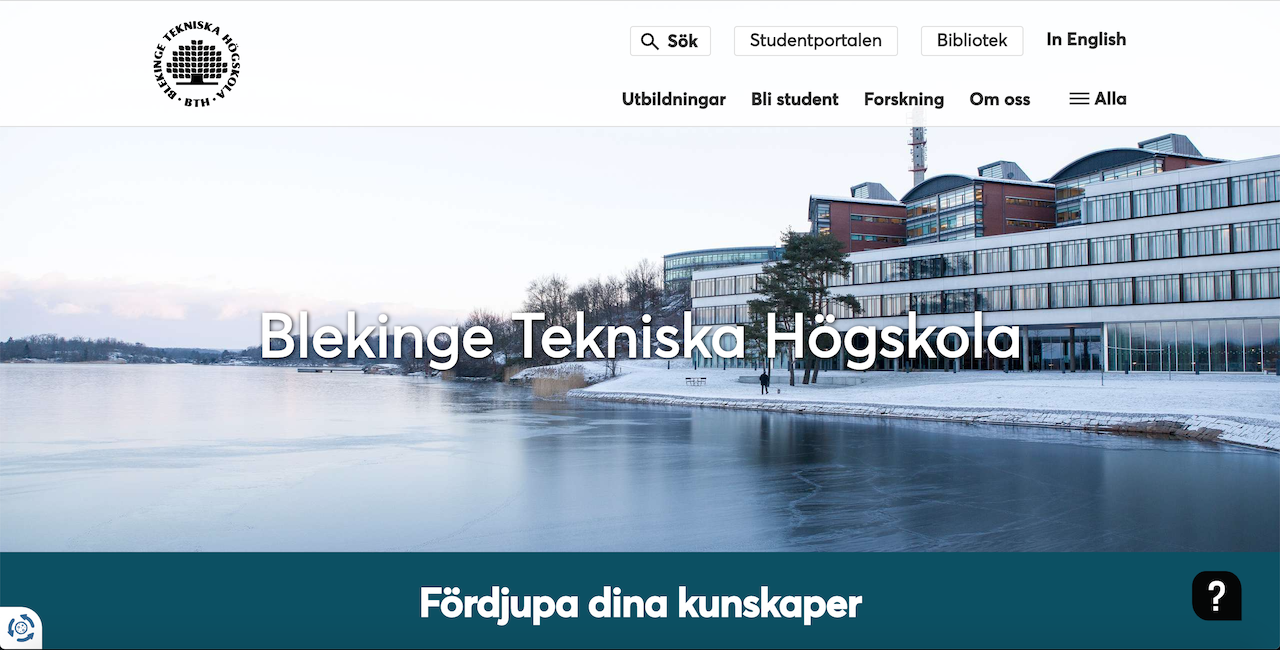 BLEKINGE TEKNISKA HÖGSKOLA · BTH ·
Sök
Studentportalen
Bibliotek
In English
Utbildningar
Bli student
Forskning
Om oss
Alla
Blekinge Tekniska Högskola
Fördjupa dina kunskaper
?